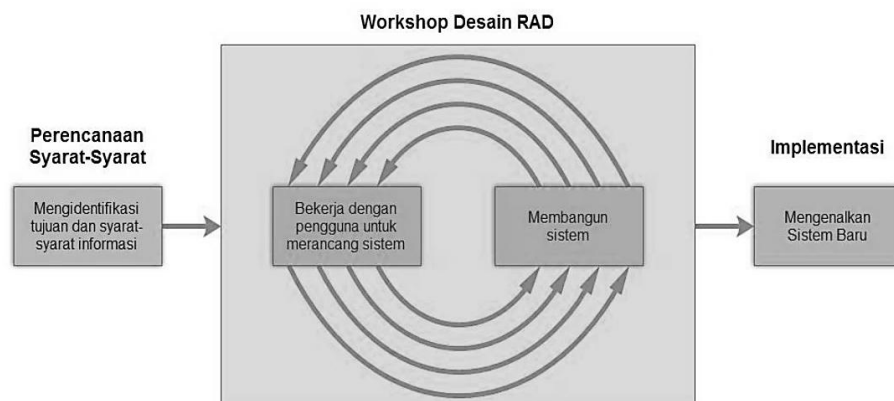 Workshop Desain RAD
Perencanaan
Syarat-Syarat
Mengidentifikasi
tujuan dan syarat-
syarat informasi
Bekerja dengan
pengguna untuk
merancang sistem
Membangun
sistem
Implementasi
Mengenalkan
Sistem Baru